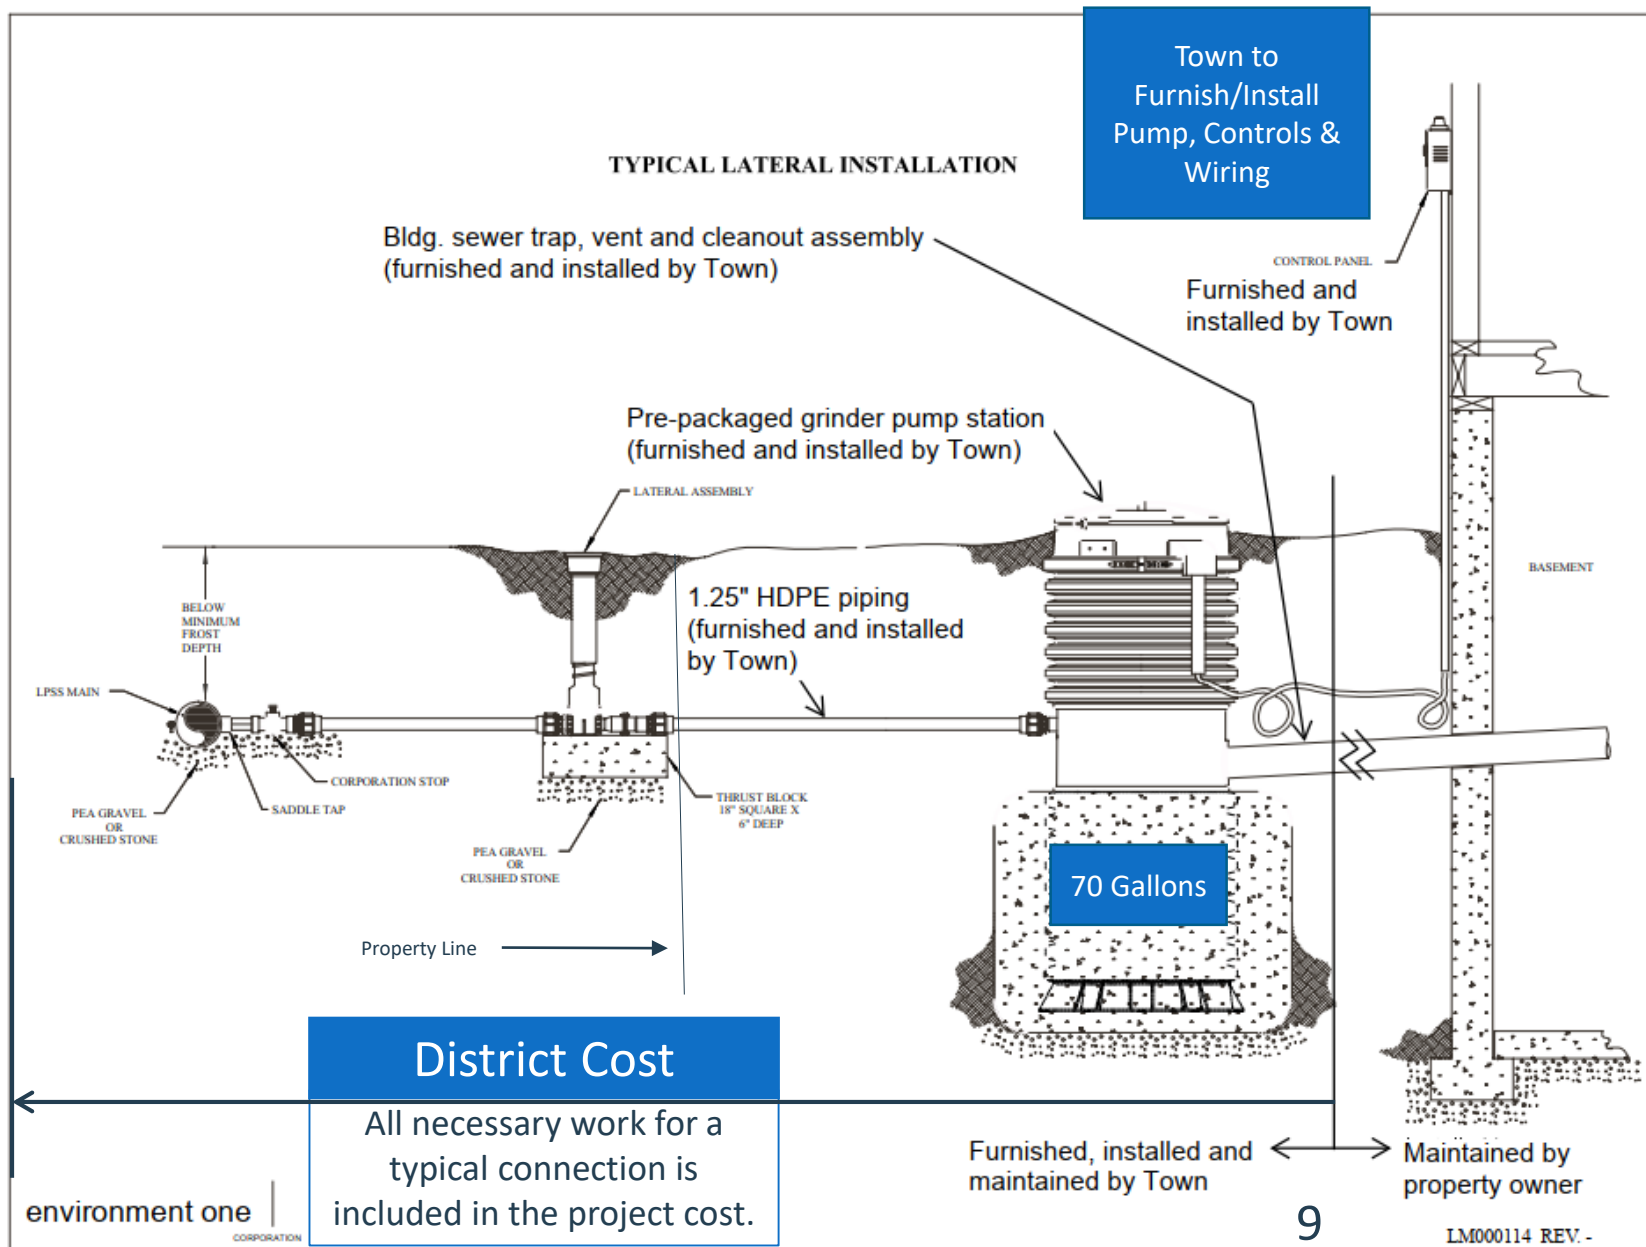 Town to
Furnish/Install
Pump, Controls &
Wiring
TYPICAL LATERAL INSTALLATION
Bldg. sewer trap, vent and cleanout assembly
(furnished and installed by Town)
CONTROL PANEL
Furnished and
installed by Town
Pre-packaged grinder pump station
(furnished and installed by Town)
LATERAL ASSEMBLY
BASEMENT
1.25" HDPE piping
(furnished and installed
by Town)
BELOW
MINIMUM
FROST
DEPTH
LPSS MAIN
CORPORATION STOP
SADDLE TAP
PEA GRAVEL
OR
CRUSHED STONE
THRUST BLOCK
18" SQUARE X
6" DEEP
PEA GRAVEL
OR
CRUSHED STONE
70 Gallons
Property Line
District Cost
All necessary work for a
typical connection is
included in the project cost.
Furnished, installed and
maintained by Town
Maintained by
property owner
environment one
CORPORATION
9
LM000114 REV. -